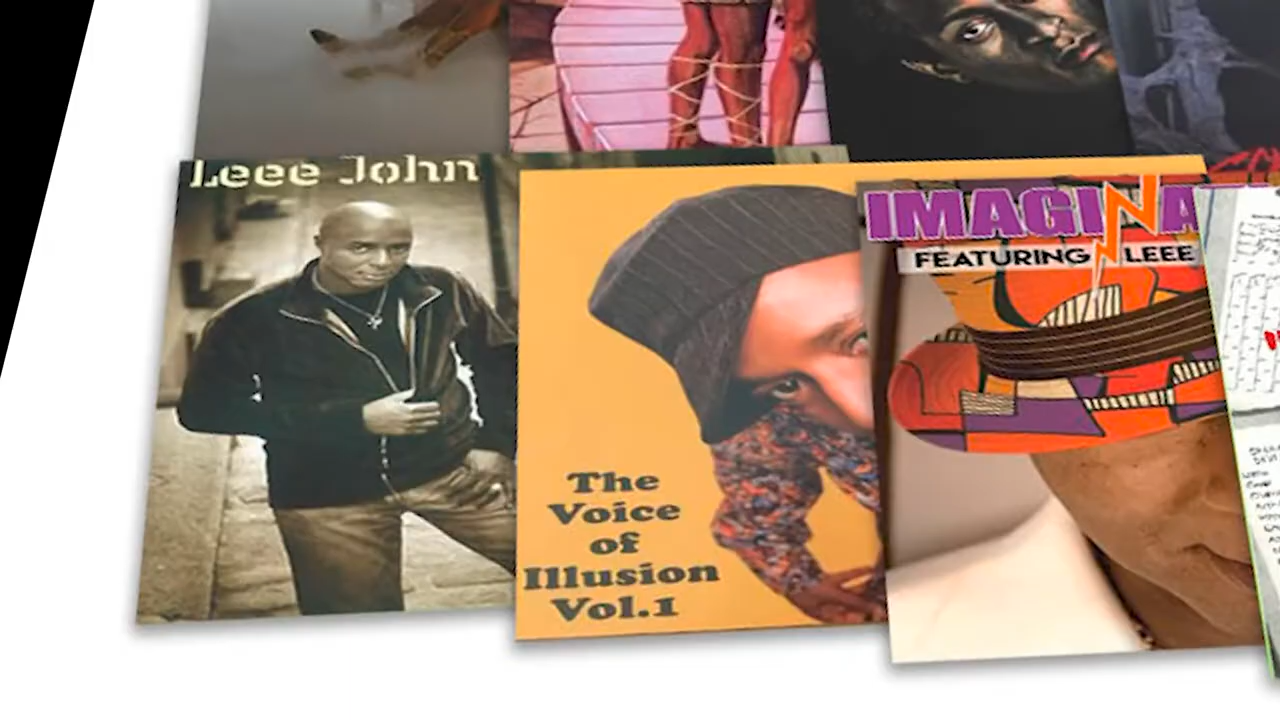 Leee John
The
Voice
of
Illusion
Vol.1
IMAGINA
FEATURING LEEE